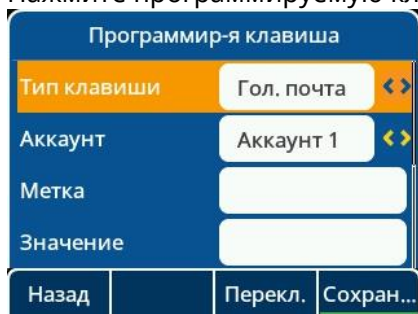 Программир-я клавиша
Тип клавиши Гол. почта
Аккаунт Аккаунт 1
Метка
Значение
Назад Перекл. Сохран...